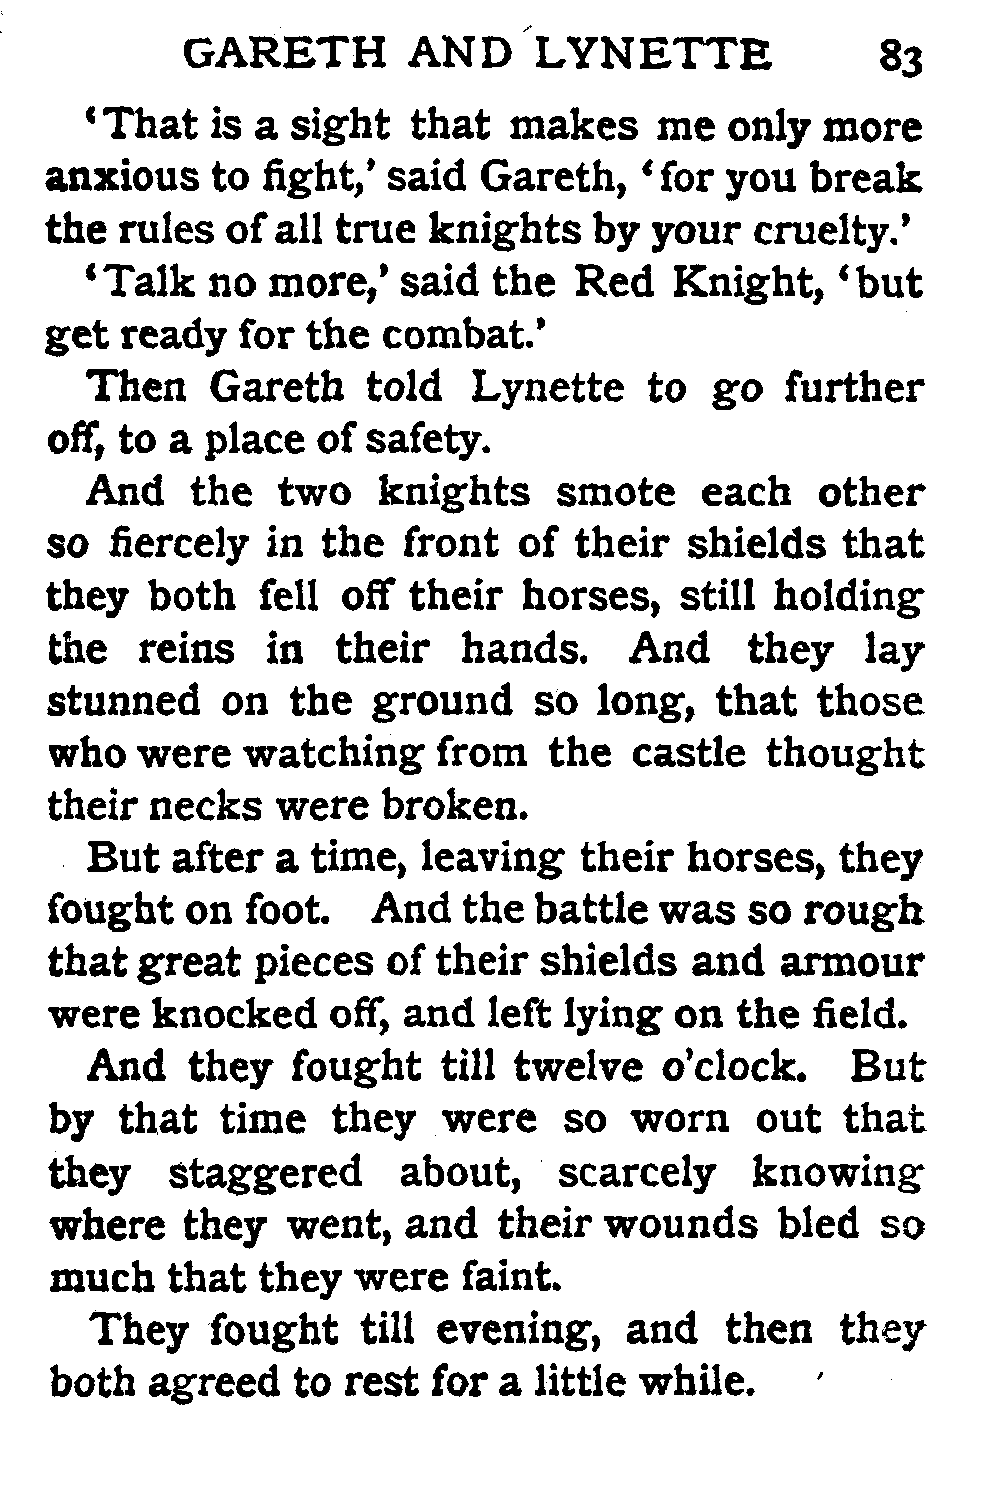 GARETH AND LYNETTE 83
‘That is a sight that makes me only more
anxious to fight,’ said Gareth, ‘for you break
the rules of all true knights by your cruelty.’
‘Talk no more,’ said the Red Knight, ‘but
get ready for the combat.’
Then Gareth told Lynette to go further
off, to a place of safety.
And the two knights smote each other
so fiercely in the front of their shields that
they both fell off their horses, still holding
the reins in their hands. And they lay
stunned on the ground so long, that those
who were watching from the castle thought
their necks were broken.
But after a time, leaving their horses, they
fought on foot. And the battle was so rough
that great pieces of their shields and armour
were knocked off, and left lying on the field.
And they fought till twelve o’clock. But
by that time they were so worn out that
they staggered about, scarcely knowing
where they went, and their wounds bled so
much that they were faint.
They fought till evening, and then they
both agreed to rest for a little while.